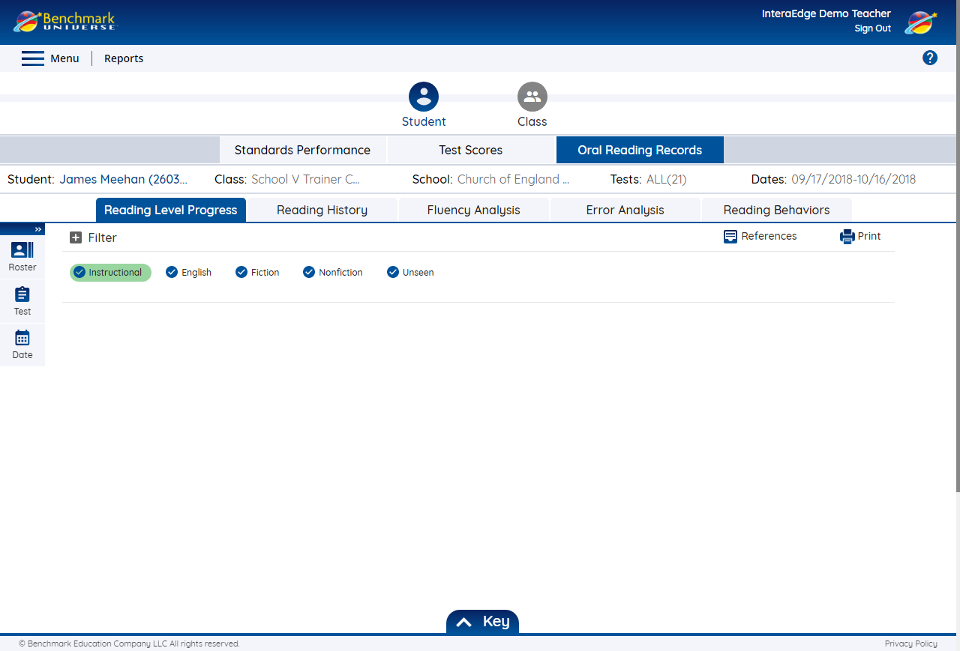 Benchmark
UNIVERSE
InteraEdge Demo Teacher
Sign Out
Menu
Reports
Student
Class
Standards Performance
Test Scores
Oral Reading Records
Student: James Meehan (2603...
Class: School V Trainer C...
School: Church of England ...
Tests: ALL(21)
Dates: 09/17/2018-10/16/2018
Reading Level Progress
Reading History
Fluency Analysis
Error Analysis
Reading Behaviors
Filter
References
Print
Roster
Test
Date
Instructional
English
Fiction
Nonfiction
Unseen
Key
© Benchmark Education Company LLC All rights reserved.
Privacy Policy